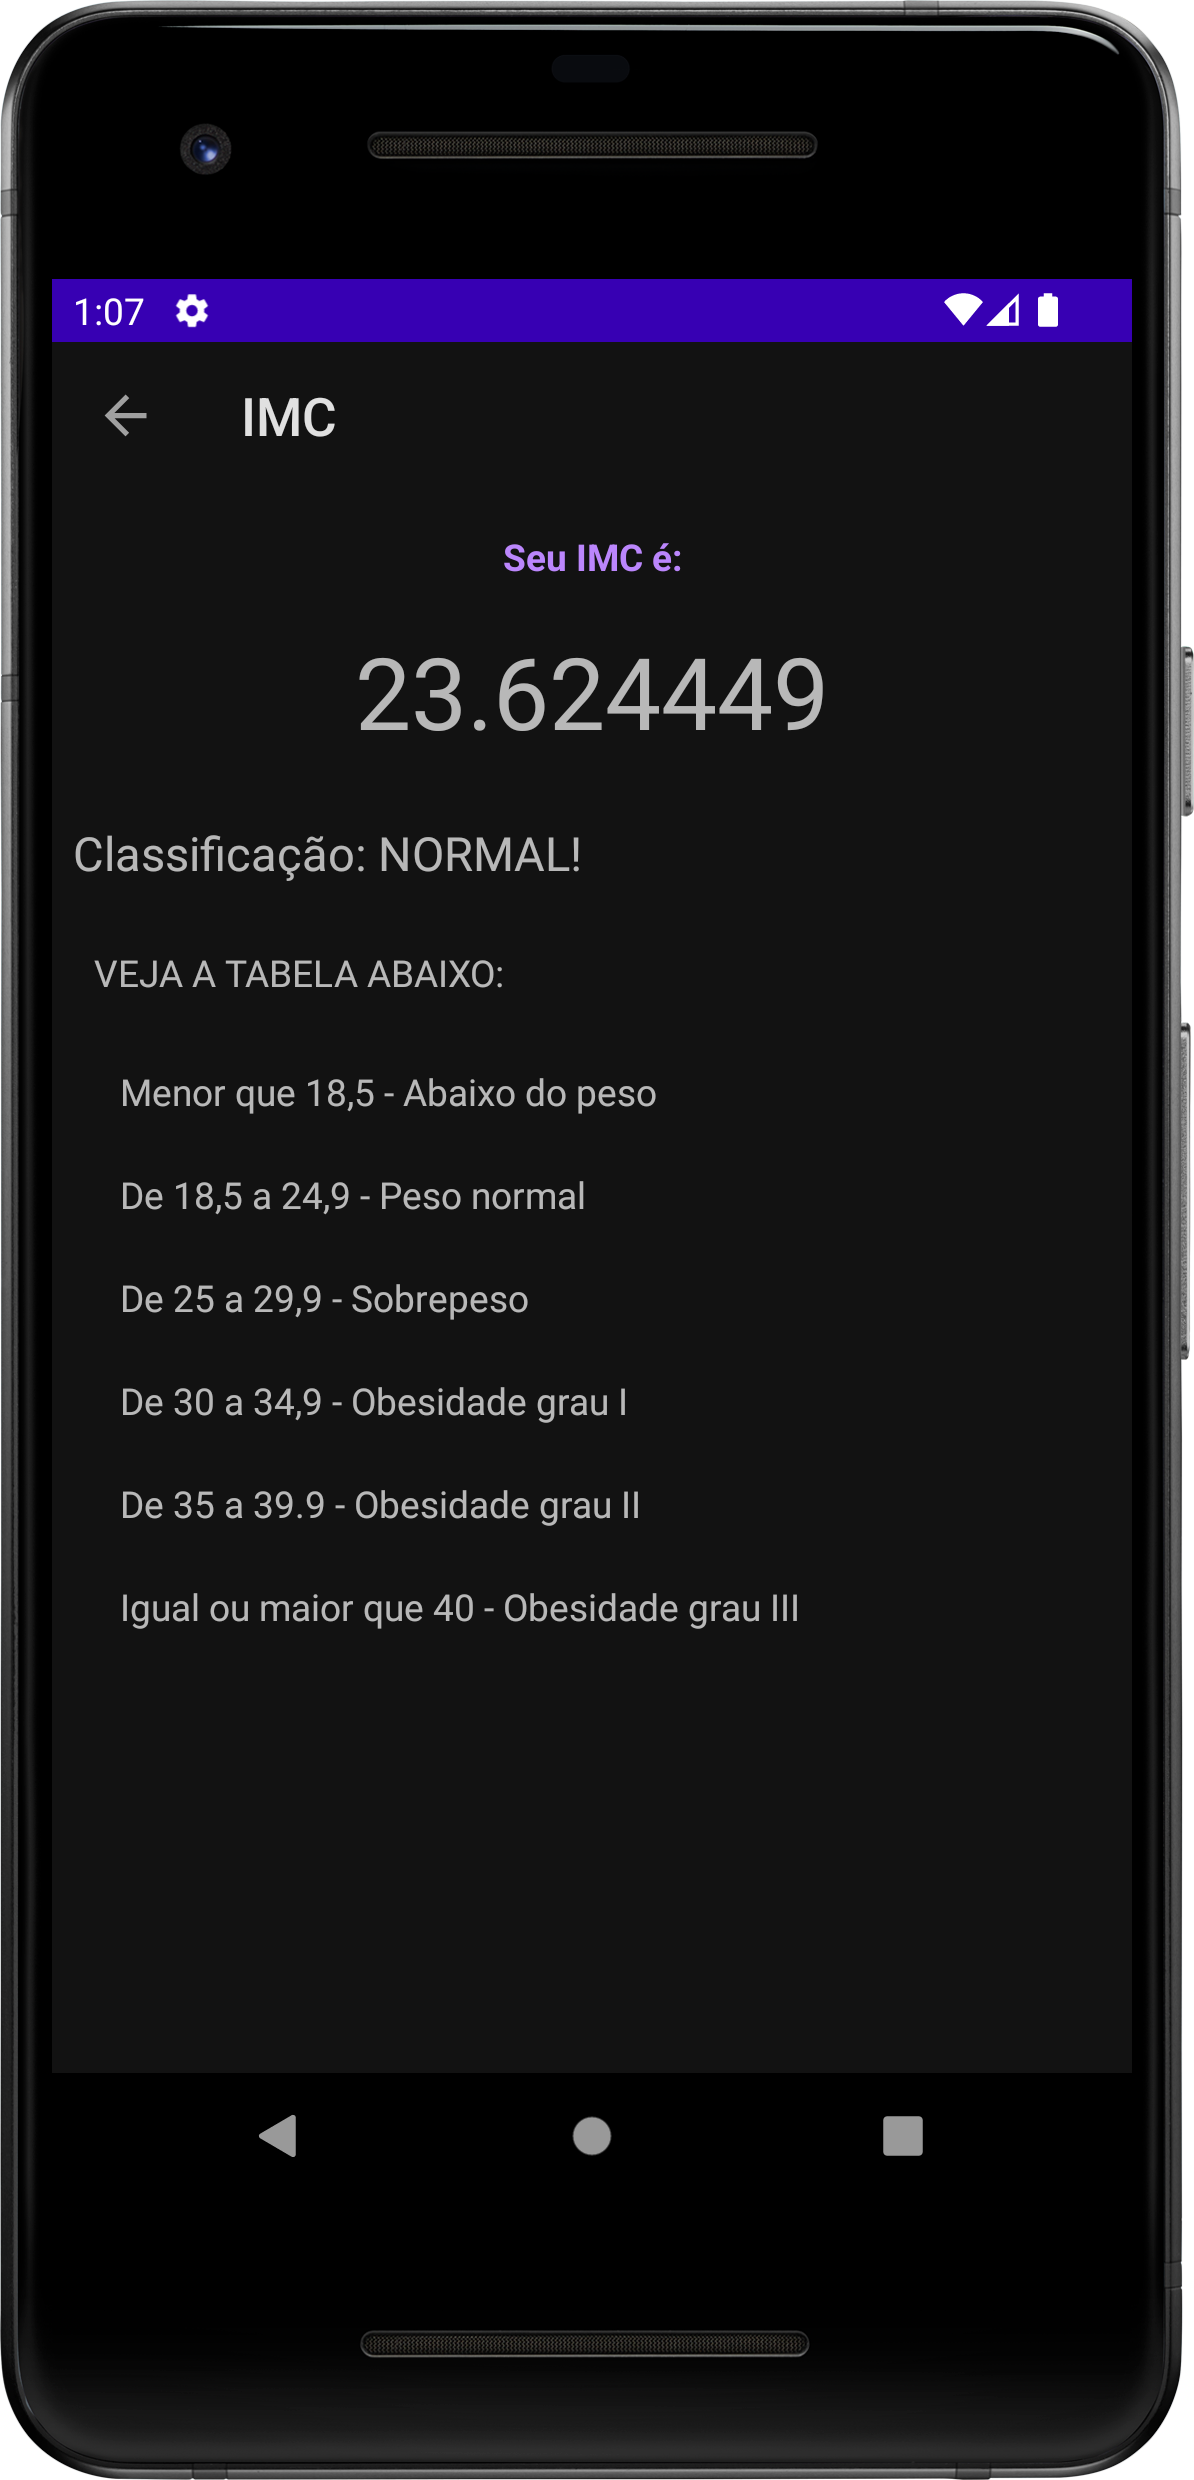 1:07
IMC
Seu IMC é:
23.624449
Classificação: NORMAL!
VEJA A TABELA ABAIXO:
Menor que 18,5 - Abaixo do peso
De 18,5 a 24,9 - Peso normal
De 25 a 29,9 - Sobrepeso
De 30 a 34,9 - Obesidade grau I
De 35 a 39.9 - Obesidade grau II
Igual ou maior que 40 - Obesidade grau III